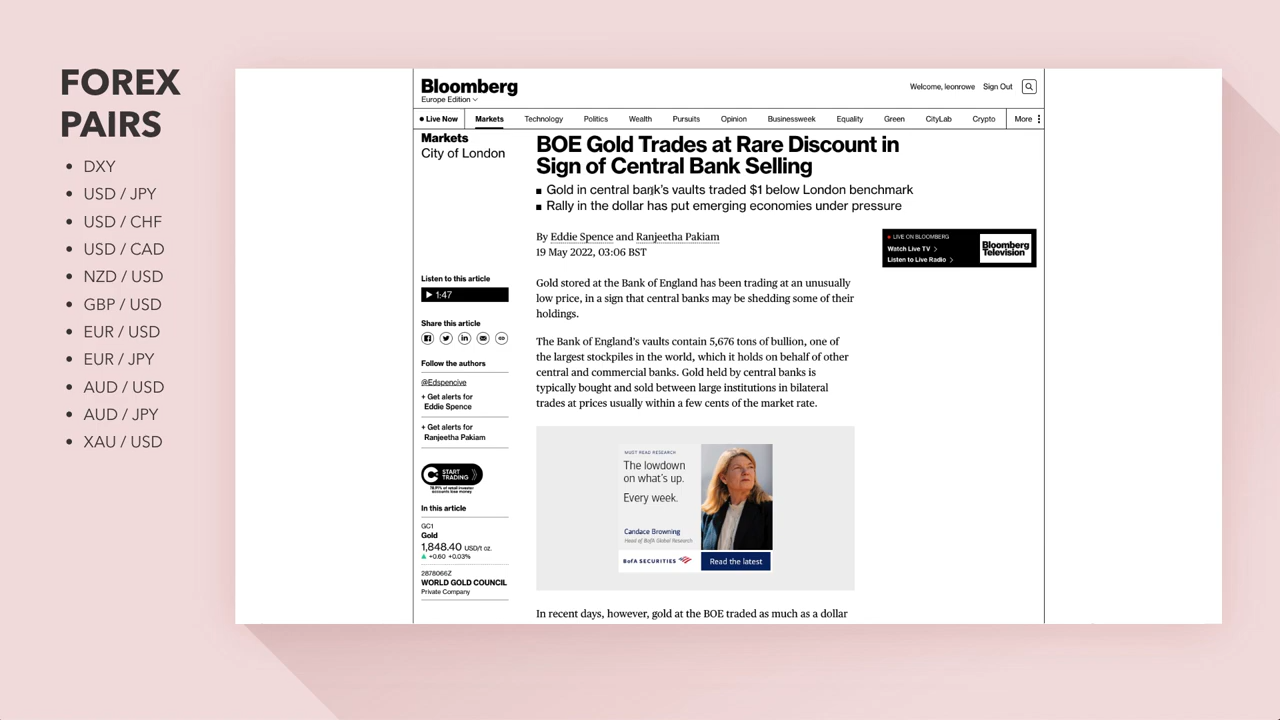 FOREX
PAIRS
• DXY
• USD / JPY
• USD / CHF
• USD / CAD
• NZD / USD
• GBP / USD
• EUR / USD
• EUR / JPY
• AUD / USD
• AUD / JPY
• XAU / USD
Bloomberg
Europe Edition
Welcome, leonrowe Sign Out
Live Now Markets Technology Politics Wealth Pursuits Opinion Businessweek Equality Green CityLab Crypto More
Markets
City of London
BOE Gold Trades at Rare Discount in
Sign of Central Bank Selling
Gold in central bank's vaults traded $1 below London benchmark
Rally in the dollar has put emerging economies under pressure
By Eddie Spence and Ranjeetha Pakiam
19 May 2022, 03:06 BST
LIVE ON BLOOMBERG
Watch Live TV >
Listen to Live Radio >
Bloomberg
Television
Listen to this article
1:47
Share this article
Follow the authors
@Edspencive
+ Get alerts for
Eddie Spence
+ Get alerts for
Ranjeetha Pakiam
START
TRADING
accounts lose money
In this article
GC1
Gold
1,848.40 USD/t oz.
▲ +0.60 +0.03%
2878066Z
WORLD GOLD COUNCIL
Private Company
Gold stored at the Bank of England has been trading at an unusually
low price, in a sign that central banks may be shedding some of their
holdings.
The Bank of England's vaults contain 5,676 tons of bullion, one of
the largest stockpiles in the world, which it holds on behalf of other
central and commercial banks. Gold held by central banks is
typically bought and sold between large institutions in bilateral
trades at prices usually within a few cents of the market rate.
MUST READ RESEARCH
The lowdown
on what's up.
Every week.
Candace Browning
Head of BofA Global Research
BofA SECURITIES
Read the latest
In recent days, however, gold at the BOE traded as much as a dollar